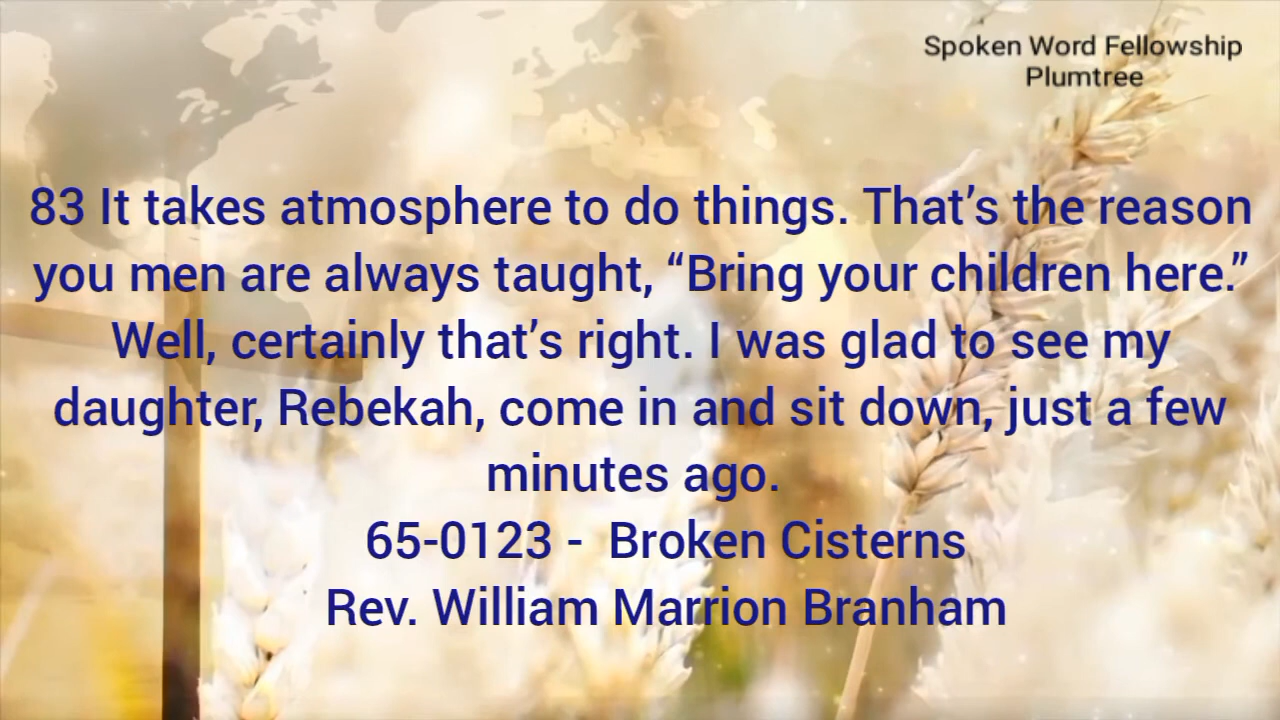 Spoken Word Fellowship
Plumtree
83 It takes atmosphere to do things. That’s the reason
you men are always taught, “Bring your children here.”
Well, certainly that’s right. I was glad to see my
daughter, Rebekah, come in and sit down, just a few
minutes ago.
65-0123 -  Broken Cisterns
Rev. William Marrion Branham